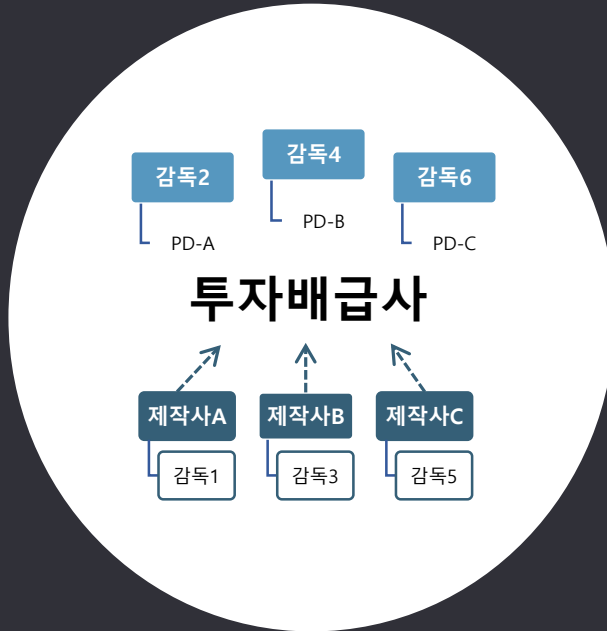 감독2
감독4
감독6
PD-A
PD-B
PD-C
투자배급사
제작사A
제작사B
제작사C
감독1
감독3
감독5